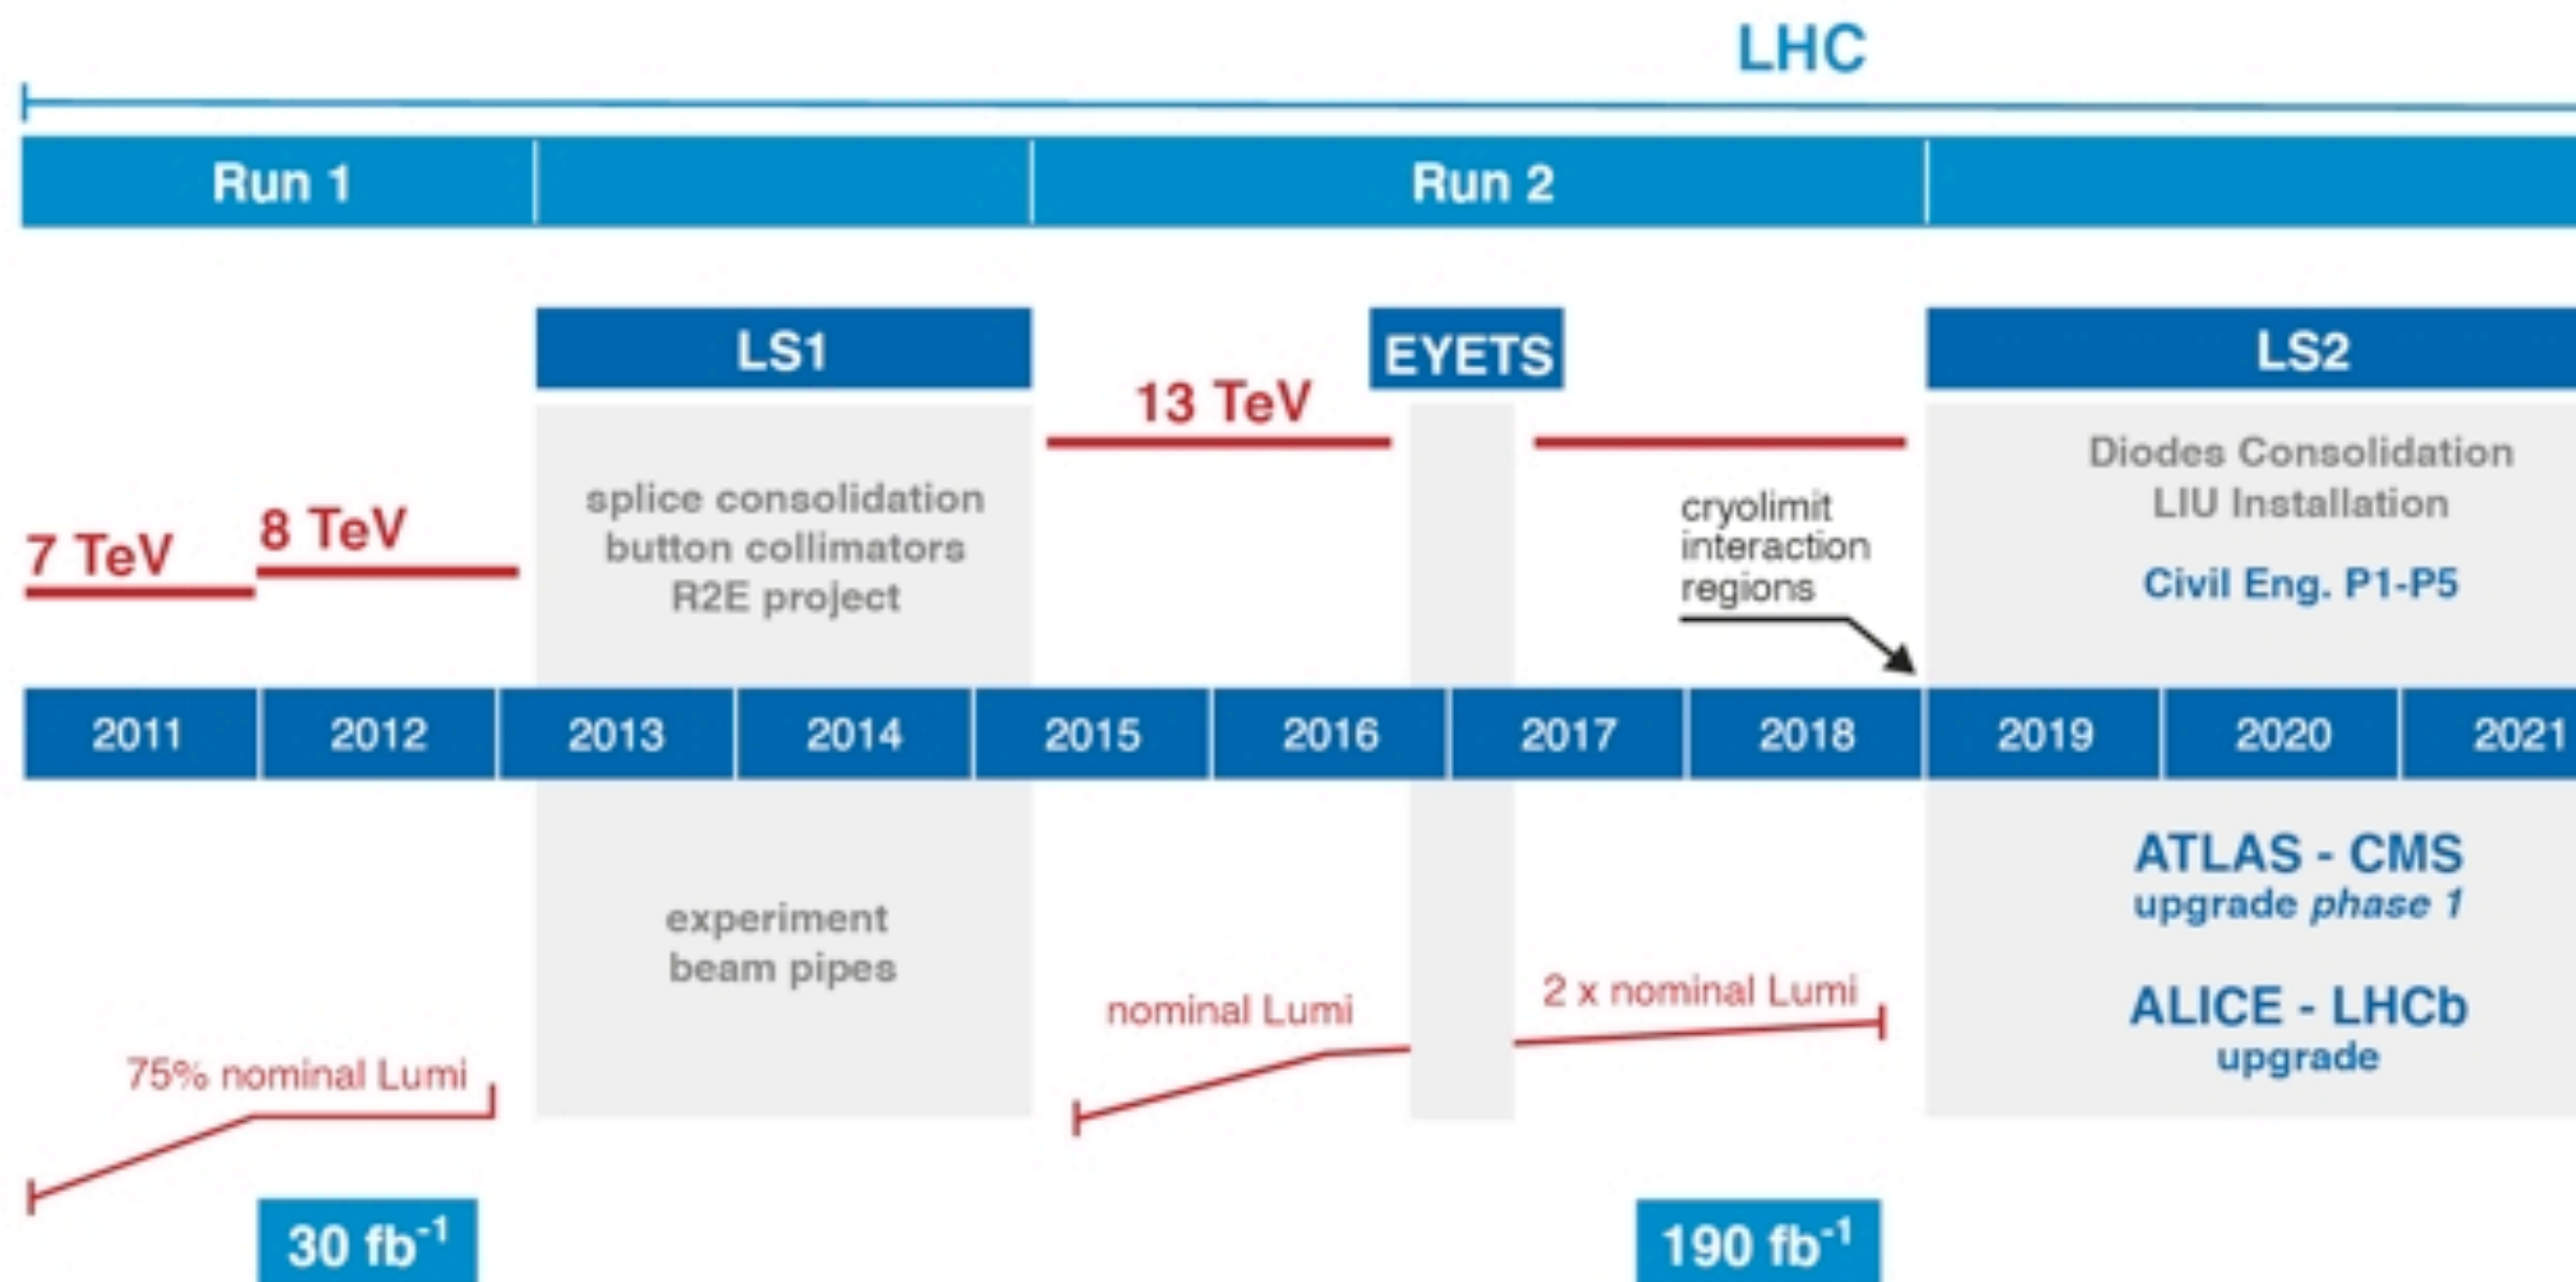 LHC
Run 1
Run 2
LS1
EYETS
LS2
13 TeV
7 TeV
8 TeV
splice consolidation
button collimators
R2E project
cryolimit
interaction
regions
Diodes Consolidation
LIU Installation
Civil Eng. P1-P5
2011
2012
2013
2014
2015
2016
2017
2018
2019
2020
2021
experiment
beam pipes
75% nominal Lumi
nominal Lumi
2 x nominal Lumi
ATLAS - CMS
upgrade phase 1
ALICE - LHCb
upgrade
30 fb⁻¹
190 fb⁻¹